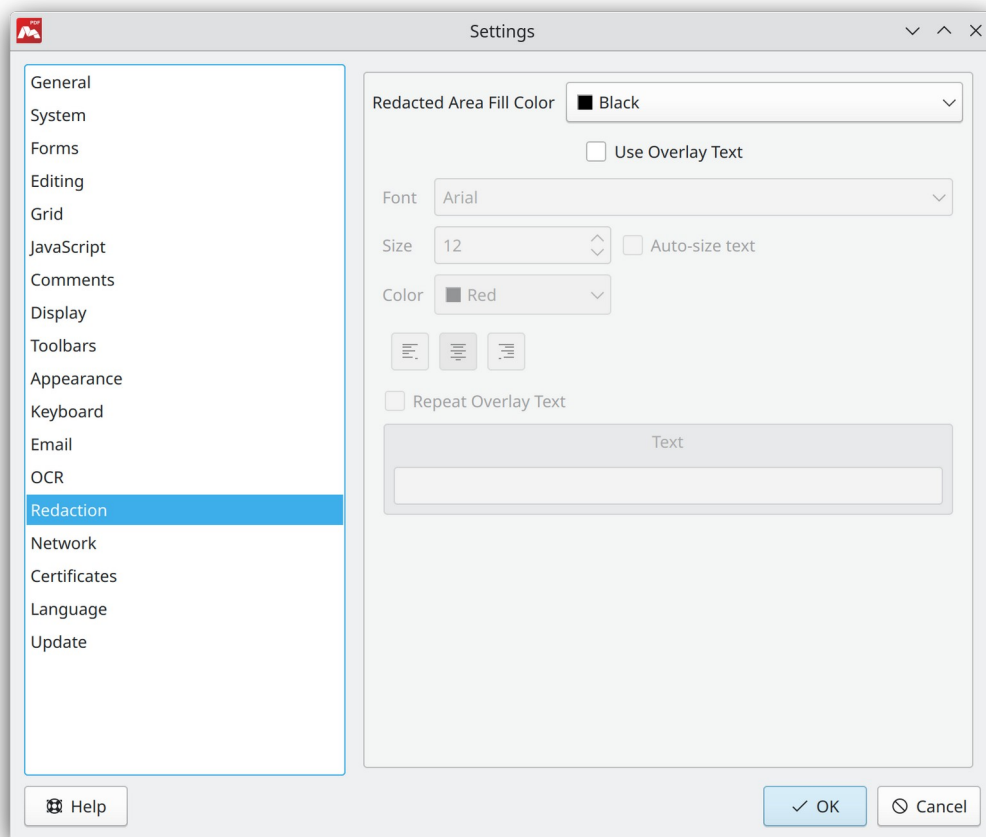 PDF
Settings
General
System
Forms
Editing
Grid
JavaScript
Comments
Display
Toolbars
Appearance
Keyboard
Email
OCR
Redaction
Network
Certificates
Language
Update
Redacted Area Fill Color Black
Use Overlay Text
Font Arial
Size 12 Auto-size text
Color Red
Repeat Overlay Text
Text
Help
OK Cancel